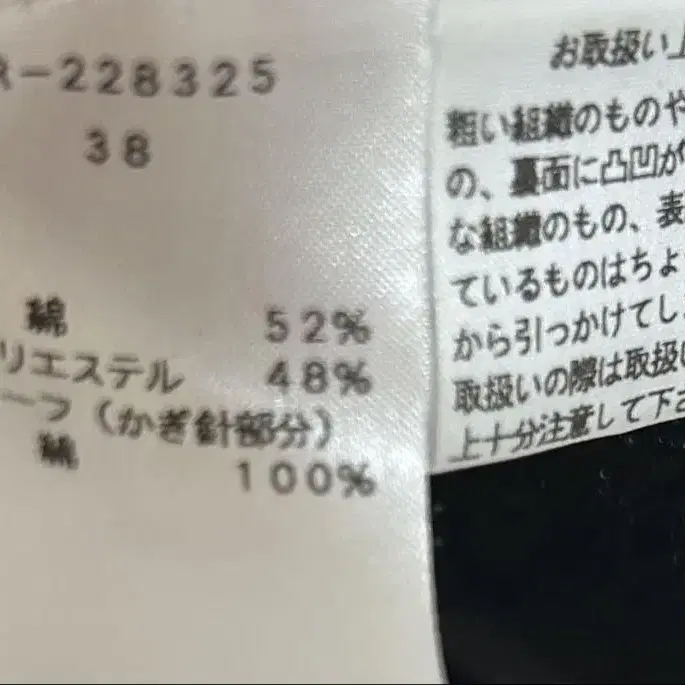 R-228325
38
綿 52%
リエステル 48%
ーフ(かぎ針部分)
綿 100%
お取扱い上
粗い組織のものや
の、裏面に凸凹が
な組織のもの、表
ているものはちょ
から引っかけてし
取扱いの際は取扱い
上十分注意して下さ